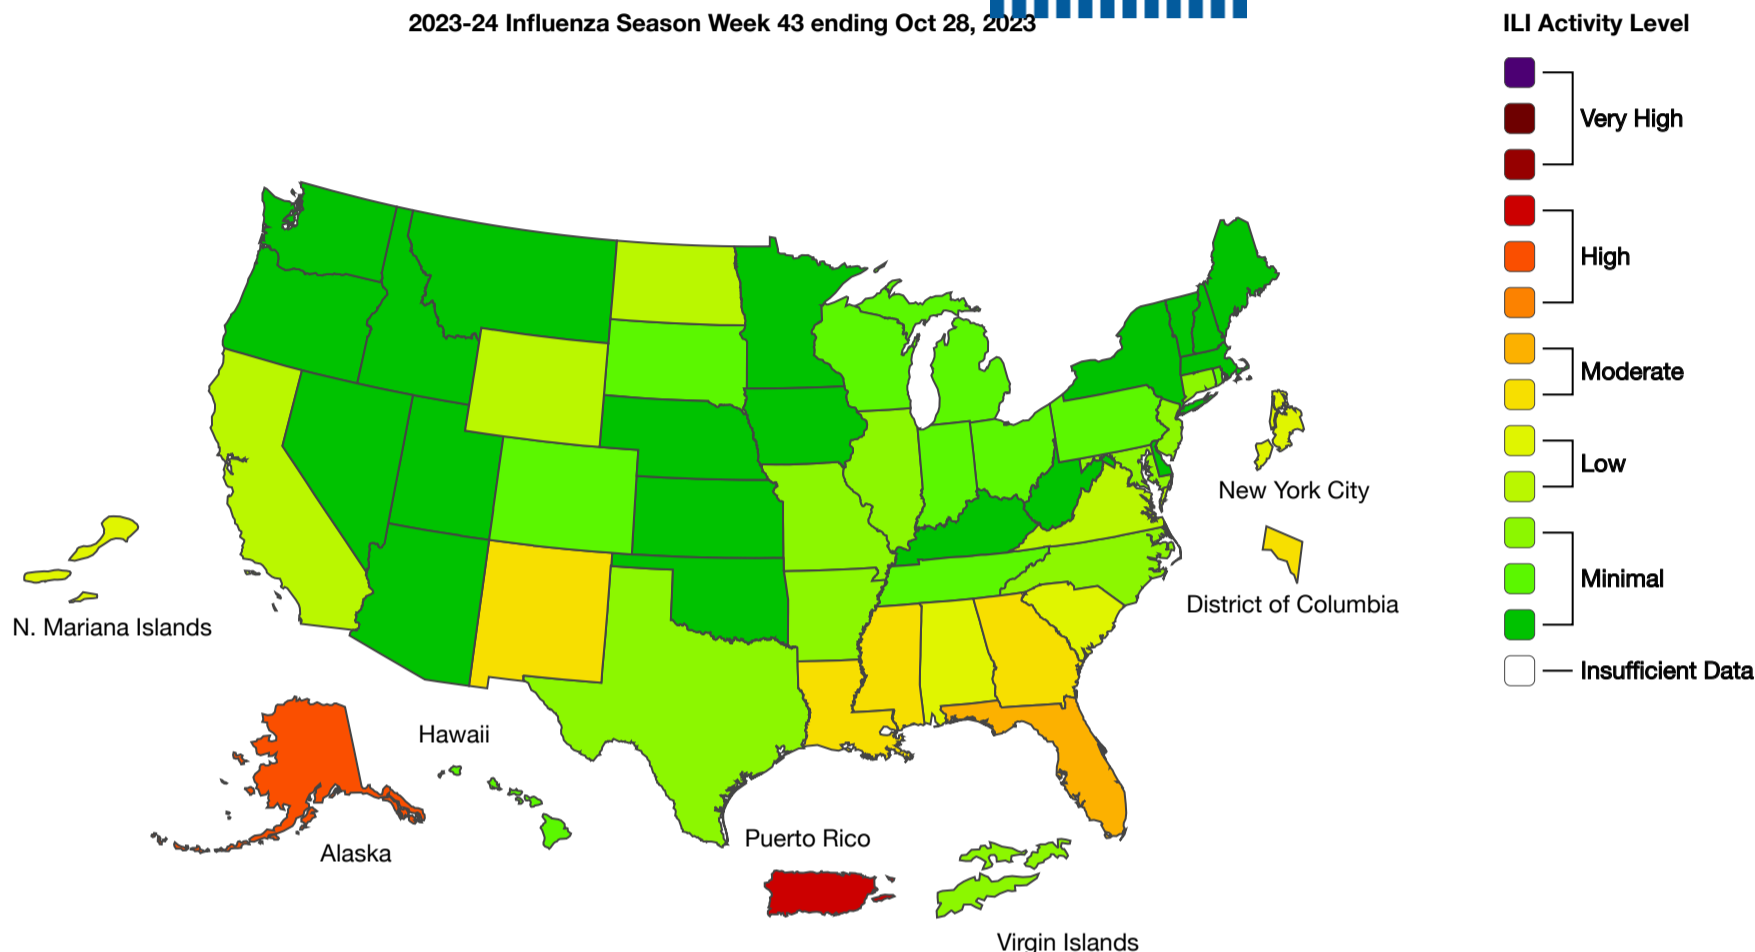 2023-24 Influenza Season Week 43 ending Oct 28, 2023
ILI Activity Level
Very High
High
Moderate
Low
Minimal
Insufficient Data
New York City
District of Columbia
N. Mariana Islands
Hawaii
Alaska
Puerto Rico
Virgin Islands